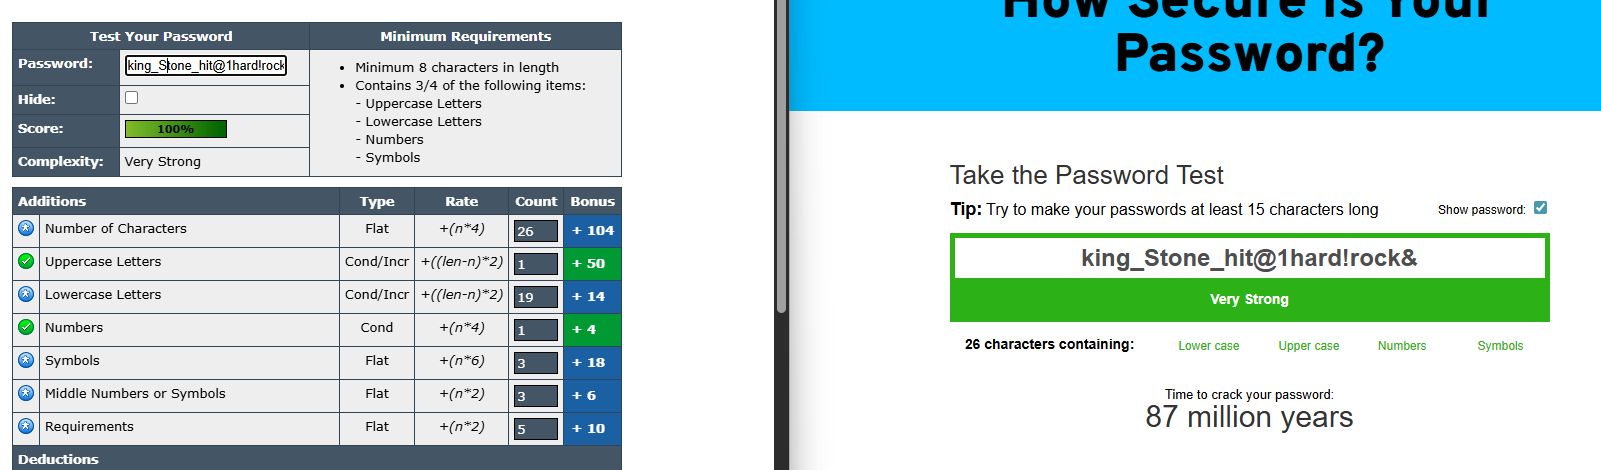 Test Your Password
Minimum Requirements
Password:
king_Stone_hit@1hard!rock
• Minimum 8 characters in length
• Contains 3/4 of the following items:
- Uppercase Letters
- Lowercase Letters
- Numbers
- Symbols
Hide:
Score:
100%
Complexity:
Very Strong
Additions Type Rate Count Bonus
Number of Characters Flat +(n*4) 26 + 104
Uppercase Letters Cond/Incr +((len-n)*2) 1 + 50
Lowercase Letters Cond/Incr +((len-n)*2) 19 + 14
Numbers Cond +(n*4) 1 + 4
Symbols Flat +(n*6) 3 + 18
Middle Numbers or Symbols Flat +(n*2) 3 + 6
Requirements Flat +(n*2) 5 + 10
Deductions
How Secure is Your
Password?
Take the Password Test
Tip: Try to make your passwords at least 15 characters long
Show password:
king_Stone_hit@1hard!rock&
Very Strong
26 characters containing: Lower case Upper case Numbers Symbols
Time to crack your password:
87 million years